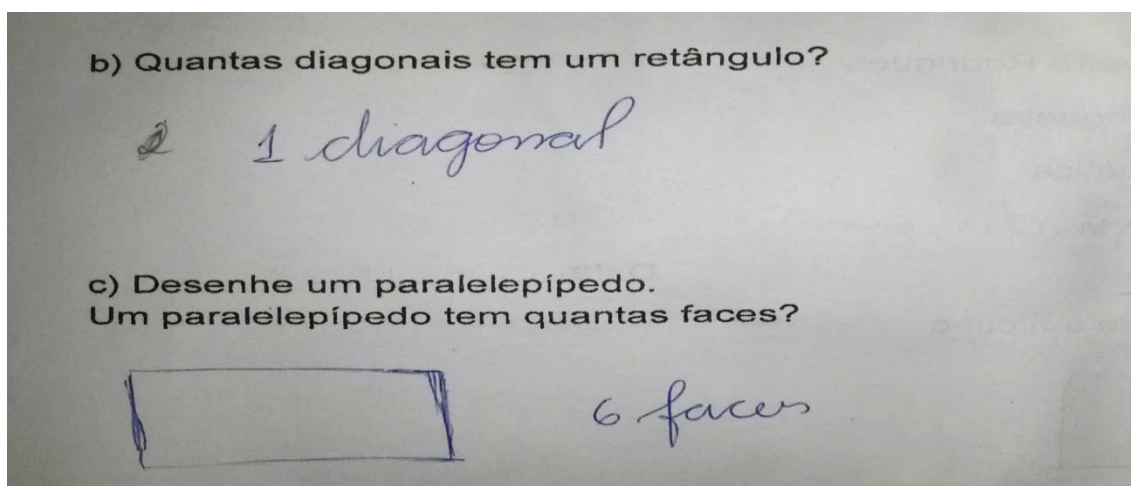 b) Quantas diagonais tem um retângulo?
1 diagonal
c) Desenhe um paralelepípedo.
Um paralelepípedo tem quantas faces?
6 faces